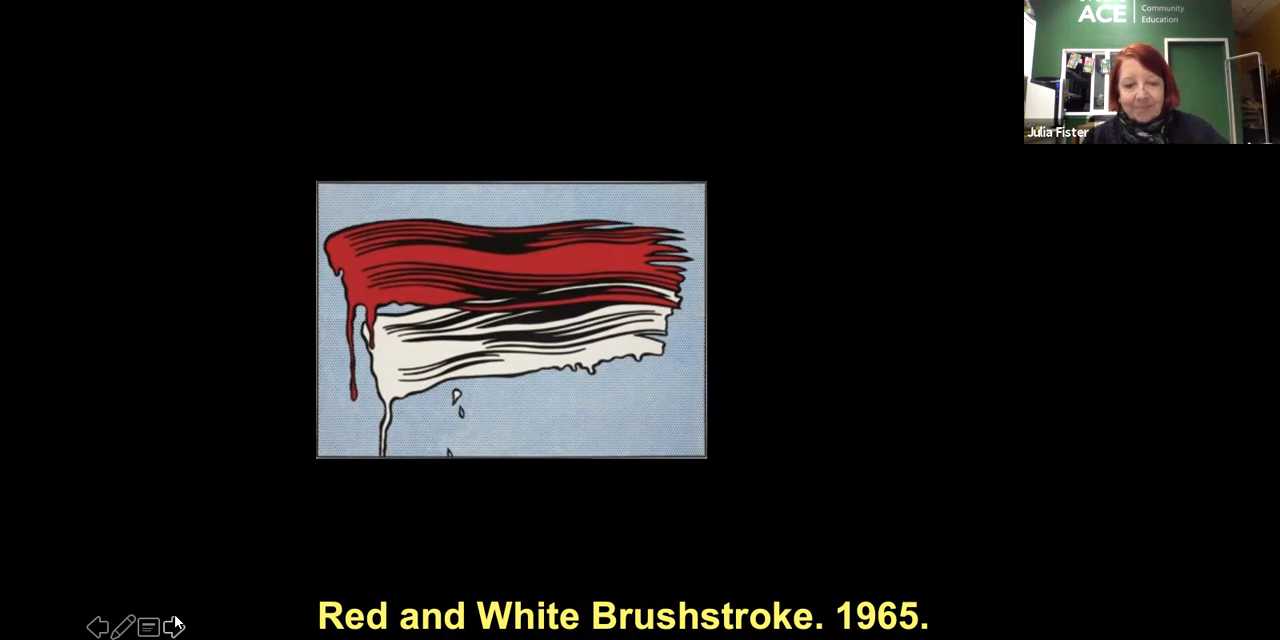 ACE
Community
Education
Julia Fister
Red and White Brushstroke. 1965.